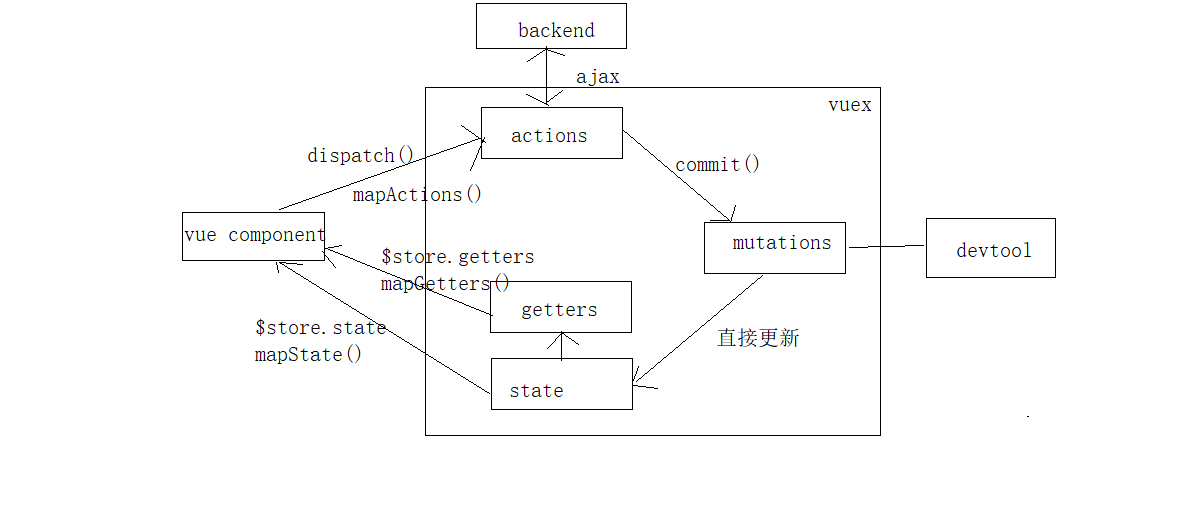 backend
ajax
vuex
actions
dispatch()
commit()
mapActions()
vue component
mutations
devtool
$store.getters
mapGetters()
getters
$store.state
直接更新
mapState()
state